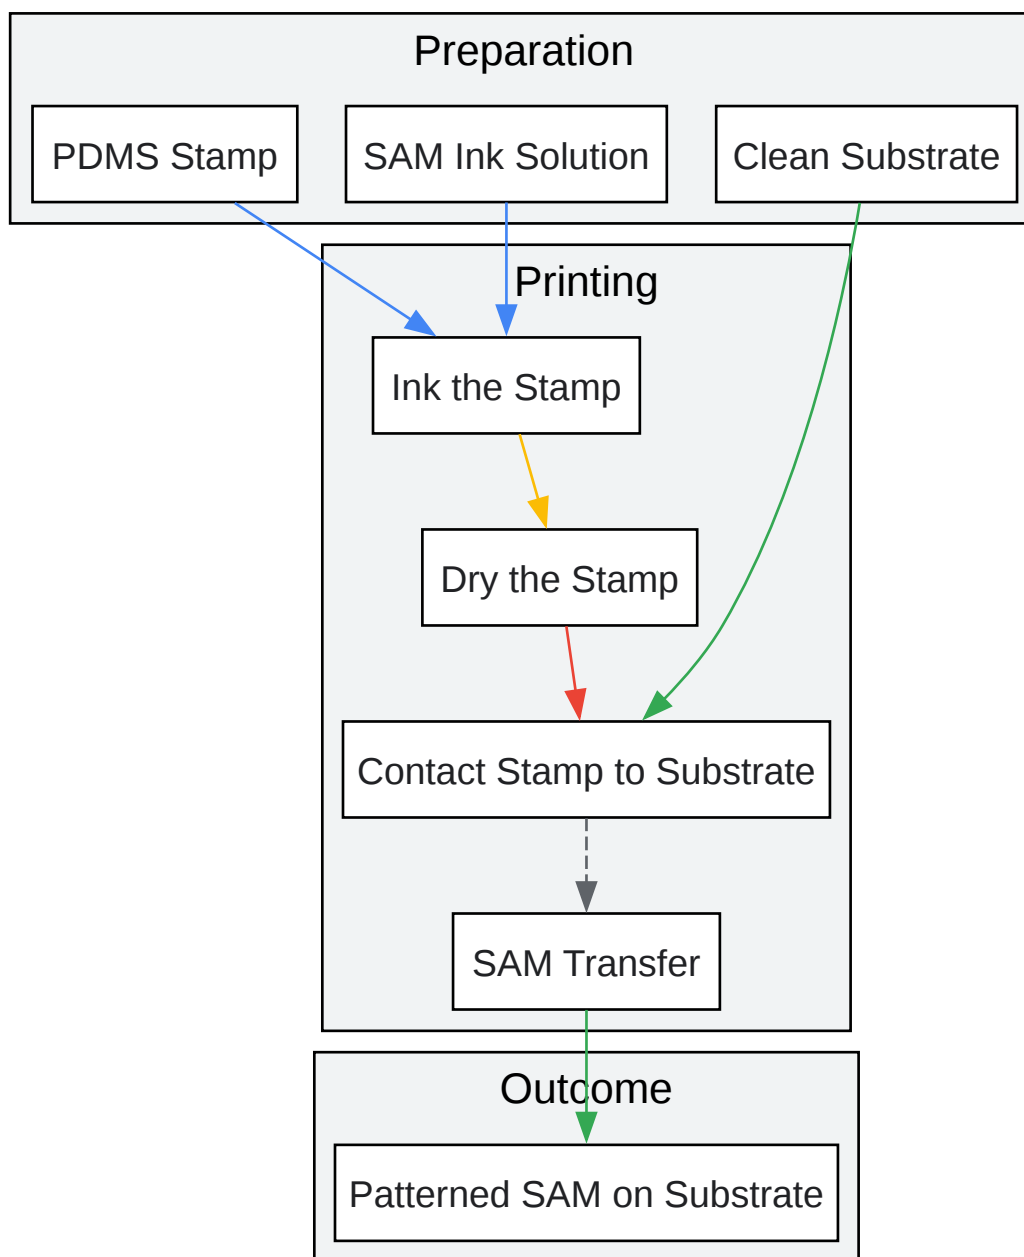 Preparation
PDMS Stamp
SAM Ink Solution
Clean Substrate
Printing
Ink the Stamp
Dry the Stamp
Contact Stamp to Substrate
SAM Transfer
Outcome
Patterned SAM on Substrate